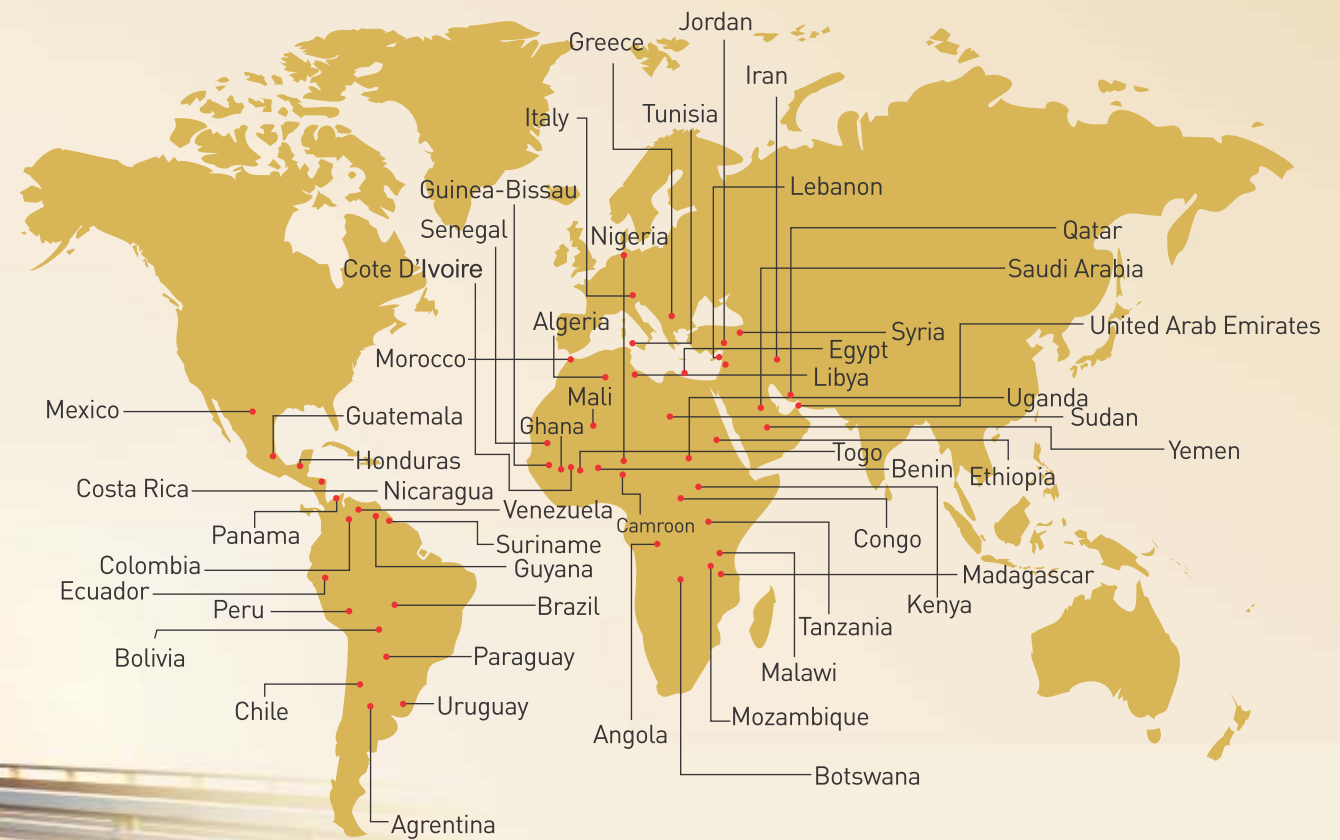 Jordan
Greece
Iran
Tunisia
Italy
Lebanon
Guinea-Bissau
Senegal
Nigeria
Qatar
Cote D'Ivoire
Saudi Arabia
Algeria
United Arab Emirates
Syria
Egypt
Morocco
Libya
Mali
Uganda
Mexico
Guatemala
Sudan
Ghana
Togo
Yemen
Honduras
Benin
Ethiopia
Costa Rica
Nicaragua
Venezuela
Camroon
Panama
Suriname
Congo
Colombia
Guyana
Madagascar
Ecuador
Peru
Brazil
Kenya
Tanzania
Bolivia
Paraguay
Malawi
Chile
Uruguay
Mozambique
Angola
Botswana
Agrentina